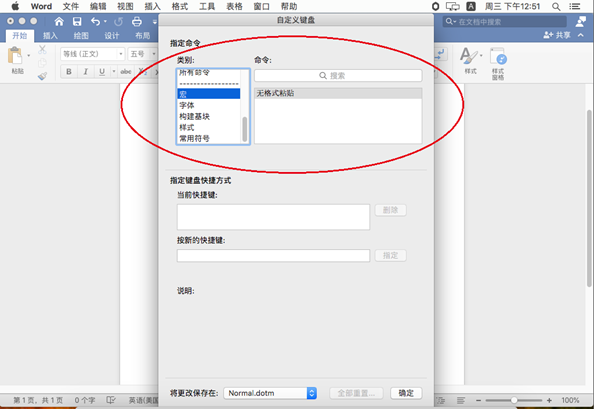 Word 文件 编辑 视图 插入 格式 工具 表格 窗口 帮助 A 周三 下午12:51
自定义键盘
在文档中搜索
开始 插入 绘图 设计 布局
共享
指定命令
类别:
命令:
所有命令
搜索
宏
无格式粘贴
字体
构建基块
样式
常用符号
粘贴
等线 (正文) 五号
B I U abc X₂
样式
样式
窗格
指定键盘快捷方式
当前快捷键:
删除
按新的快捷键:
指定
说明:
将更改保存在: Normal.dotm 全部重置... 确定
第 1 页，共 1 页 0 个字 英语(美国
100%